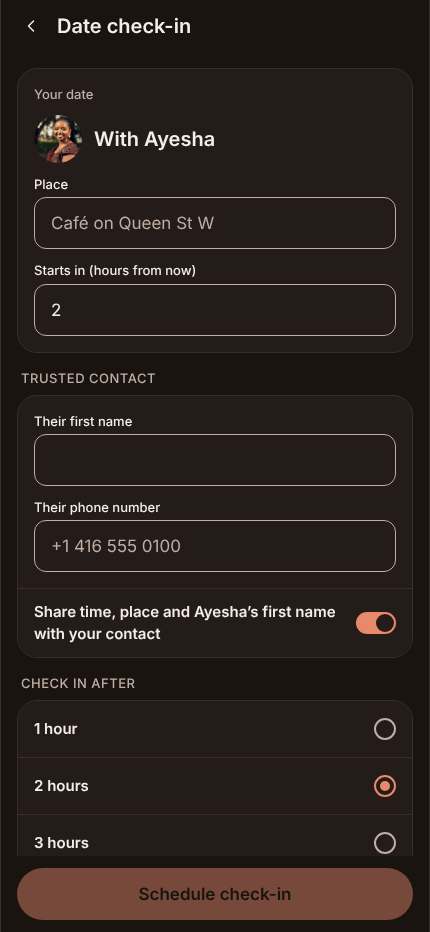 Date check-in
Your date
With Ayesha
Place
Café on Queen St W
Starts in (hours from now)
2
TRUSTED CONTACT
Their first name
Their phone number
+1 416 555 0100
Share time, place and Ayesha’s first name
with your contact
CHECK IN AFTER
1 hour
2 hours
3 hours
Schedule check-in